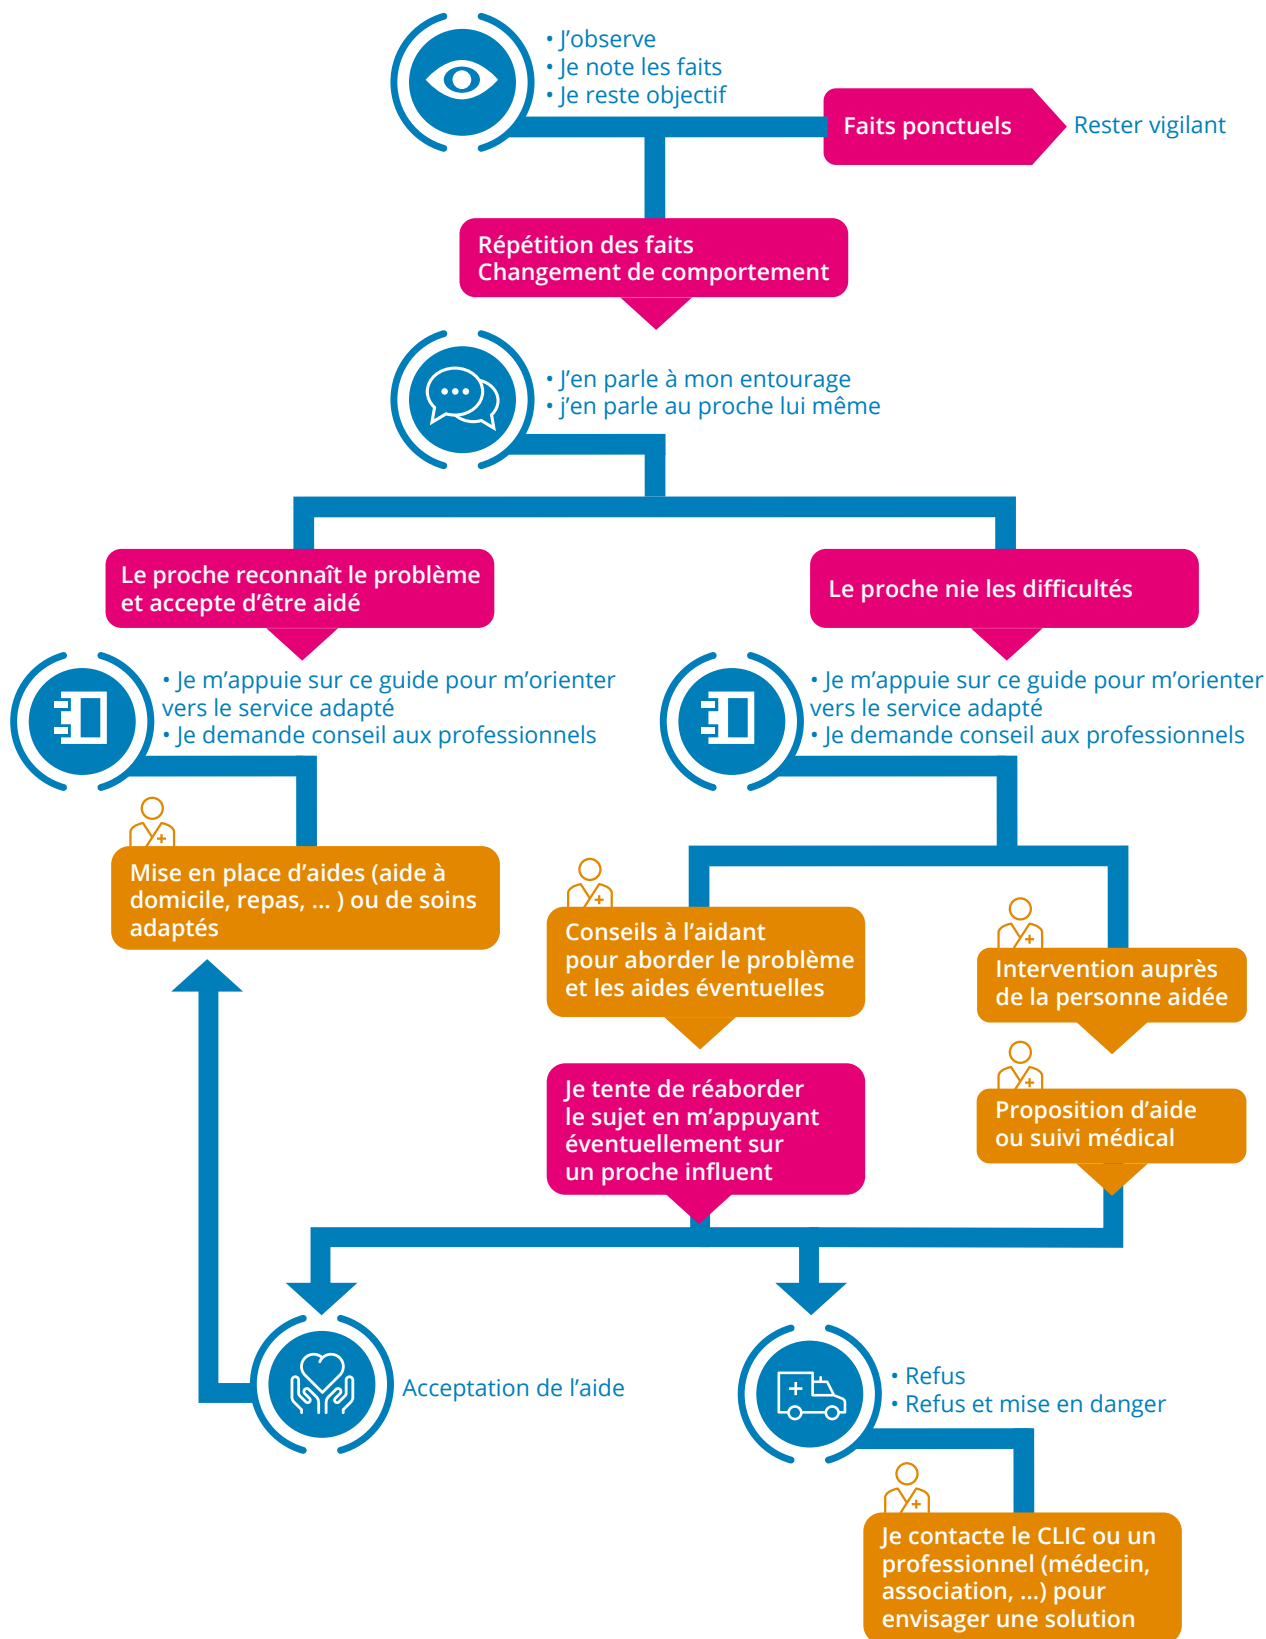 • J'observe
• Je note les faits
• Je reste objectif
Faits ponctuels
Rester vigilant
Répétition des faits
Changement de comportement
• J'en parle à mon entourage
• j'en parle au proche lui même
Le proche reconnaît le problème
et accepte d'être aidé
Le proche nie les difficultés
• Je m'appuie sur ce guide pour m'orienter
vers le service adapté
• Je demande conseil aux professionnels
• Je m'appuie sur ce guide pour m'orienter
vers le service adapté
• Je demande conseil aux professionnels
Mise en place d'aides (aide à
domicile, repas, ... ) ou de soins
adaptés
Conseils à l'aidant
pour aborder le problème
et les aides éventuelles
Intervention auprès
de la personne aidée
Je tente de réaborder
le sujet en m'appuyant
éventuellement sur
un proche influent
Proposition d'aide
ou suivi médical
Acceptation de l'aide
• Refus
• Refus et mise en danger
Je contacte le CLIC ou un
professionnel (médecin,
association, ...) pour
envisager une solution